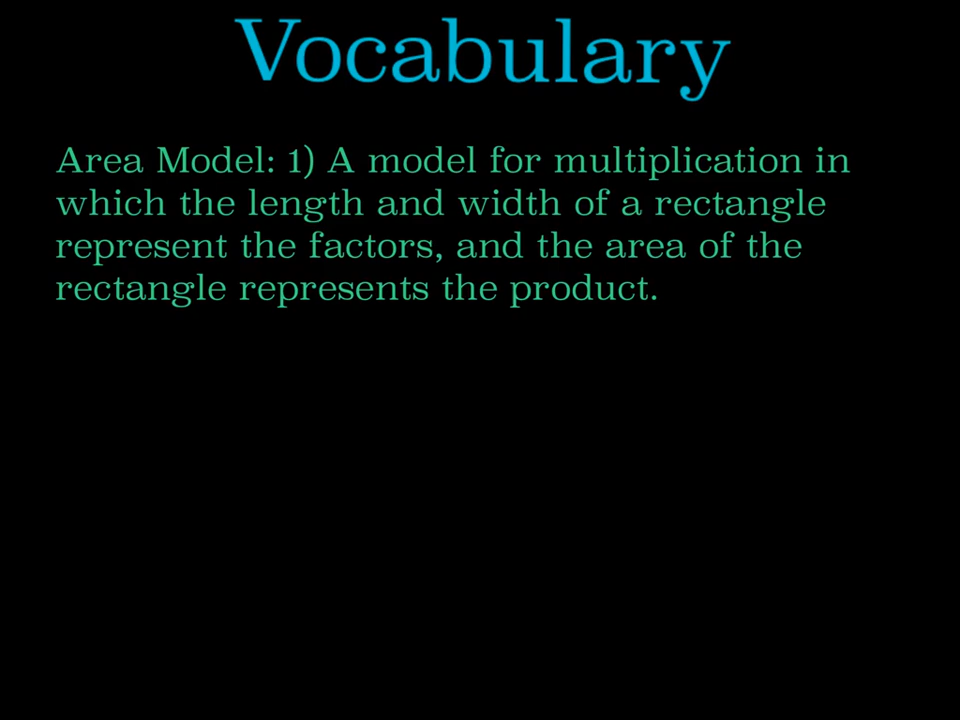 Vocabulary
Area Model: 1) A model for multiplication in
which the length and width of a rectangle
represent the factors, and the area of the
rectangle represents the product.